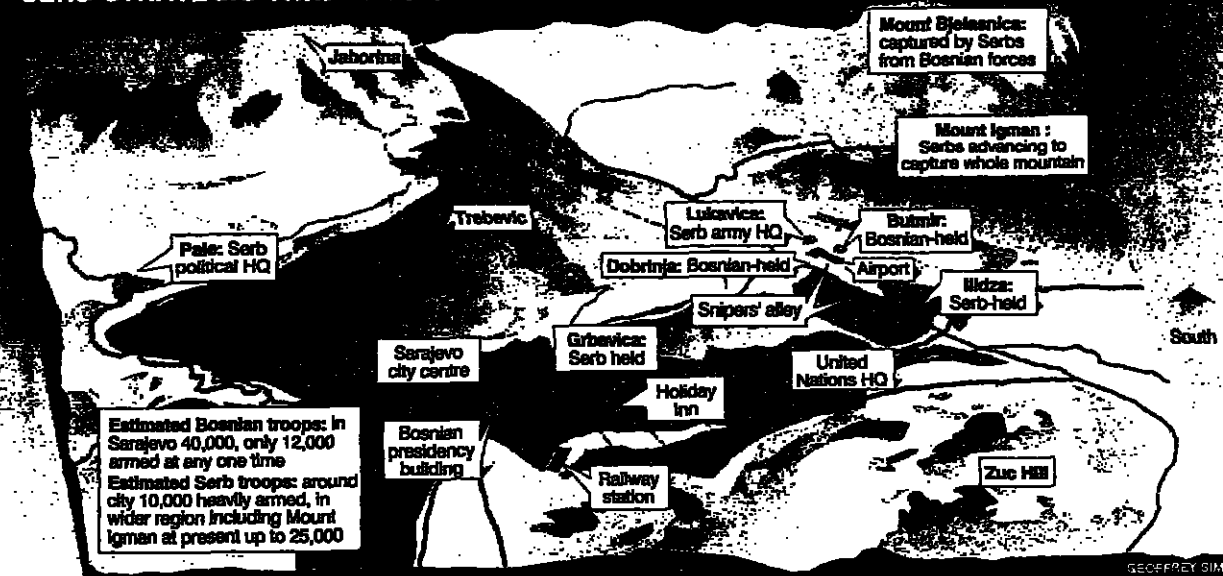 Jahorina
Mount Bjelasnica:
captured by Serbs
from Bosnian forces
Mount Igman :
Serbs advancing to
capture whole mountain
Trebevic
Lukavica:
Serb army HQ
Butmir:
Bosnian-held
Pale: Serb
political HQ
Dobrinja: Bosnian-held
Airport
Ilidza:
Serb-held
Snipers' alley
South
Grbavica:
Serb held
Sarajevo
city centre
United
Nations HQ
Holiday
Inn
Estimated Bosnian troops: in
Sarajevo 40,000, only 12,000
armed at any one time
Estimated Serb troops: around
city 10,000 heavily armed, in
wider region including Mount
Igman at present up to 25,000
Bosnian
presidency
building
Railway
station
Zuc Hill
GEOFFREY SIM